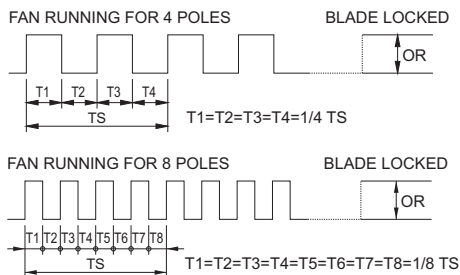 FAN RUNNING FOR 4 POLES BLADE LOCKED
OR
T1 T2 T3 T4
TS T1=T2=T3=T4=1/4 TS
FAN RUNNING FOR 8 POLES BLADE LOCKED
OR
T1 T2 T3 T4 T5 T6 T7 T8
TS T1=T2=T3=T4=T5=T6=T7=T8=1/8 TS